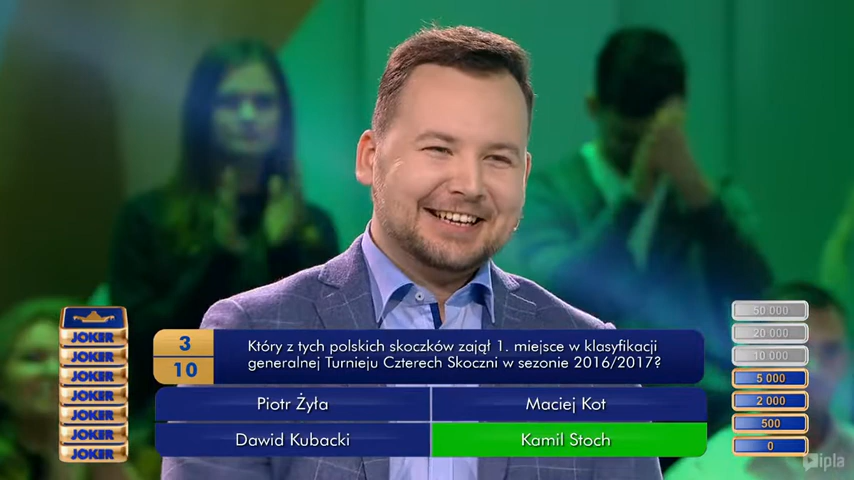 50 000
20 000
10 000
5 000
2 000
500
0
JOKER
JOKER
JOKER
JOKER
JOKER
JOKER
JOKER
3
10
Który z tych polskich skoczków zajął 1. miejsce w klasyfikacji
generalnej Turnieju Czterech Skoczni w sezonie 2016/2017?
Piotr Żyła
Maciej Kot
Dawid Kubacki
Kamil Stoch
ipla